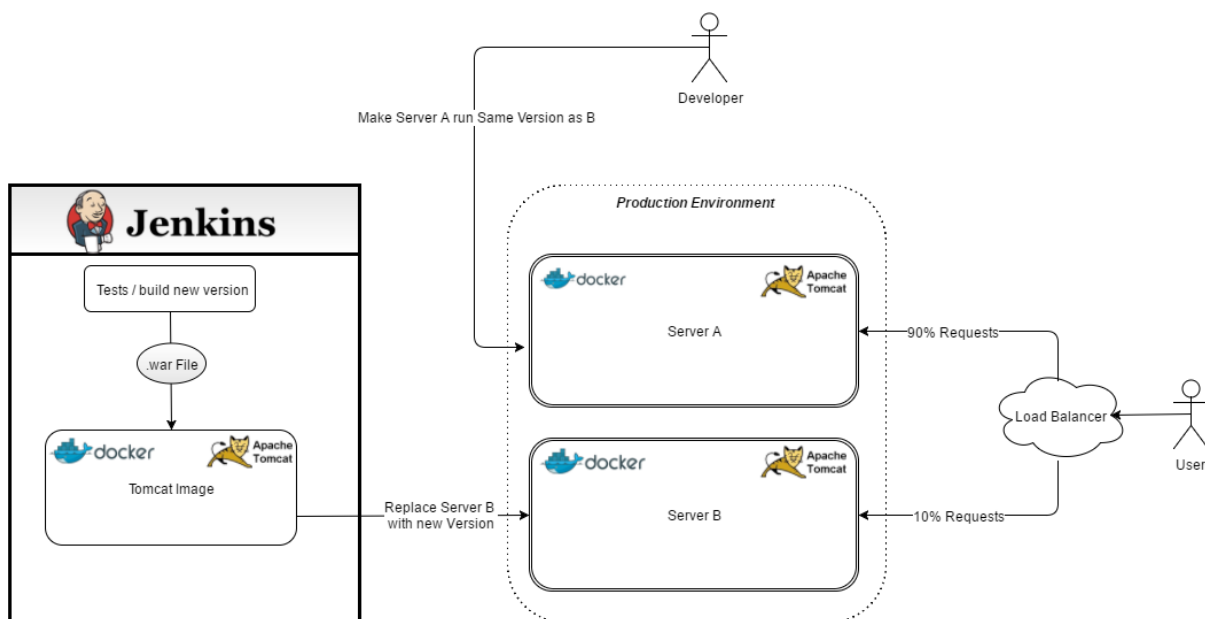 Developer
Make Server A run Same Version as B
Jenkins
Production Environment
Tests / build new version
docker
Apache
Tomcat
Server A
90% Requests
.war File
Load Balancer
User
docker
Apache
Tomcat
Tomcat Image
docker
Apache
Tomcat
Server B
Replace Server B
with new Version
10% Requests